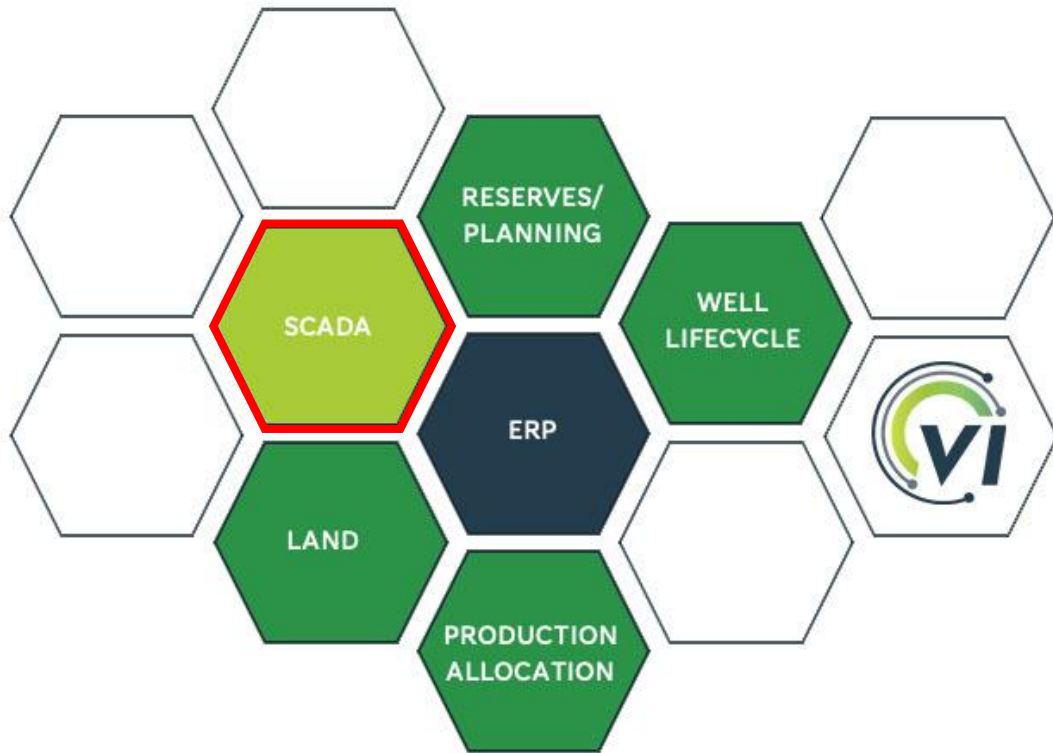 RESERVES/
PLANNING
WELL
LIFECYCLE
SCADA
ERP
VI
LAND
PRODUCTION
ALLOCATION